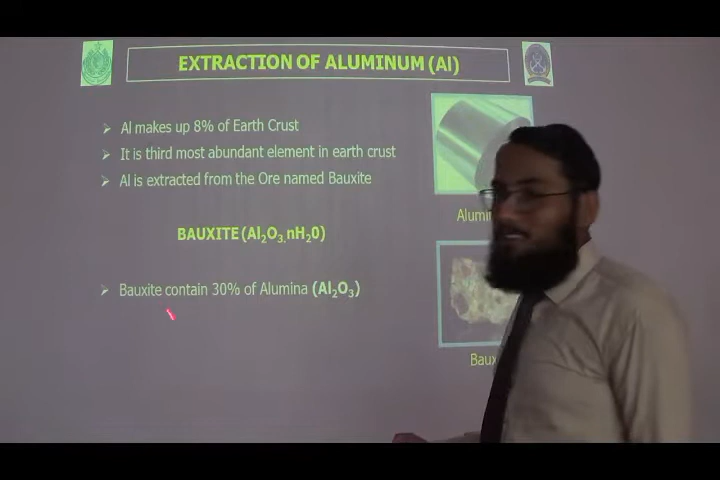 EXTRACTION OF ALUMINUM (Al)
Al makes up 8% of Earth Crust
It is third most abundant element in earth crust
Al is extracted from the Ore named Bauxite
BAUXITE (Al₂O₃.nH₂0)
Bauxite contain 30% of Alumina (Al₂O₃)